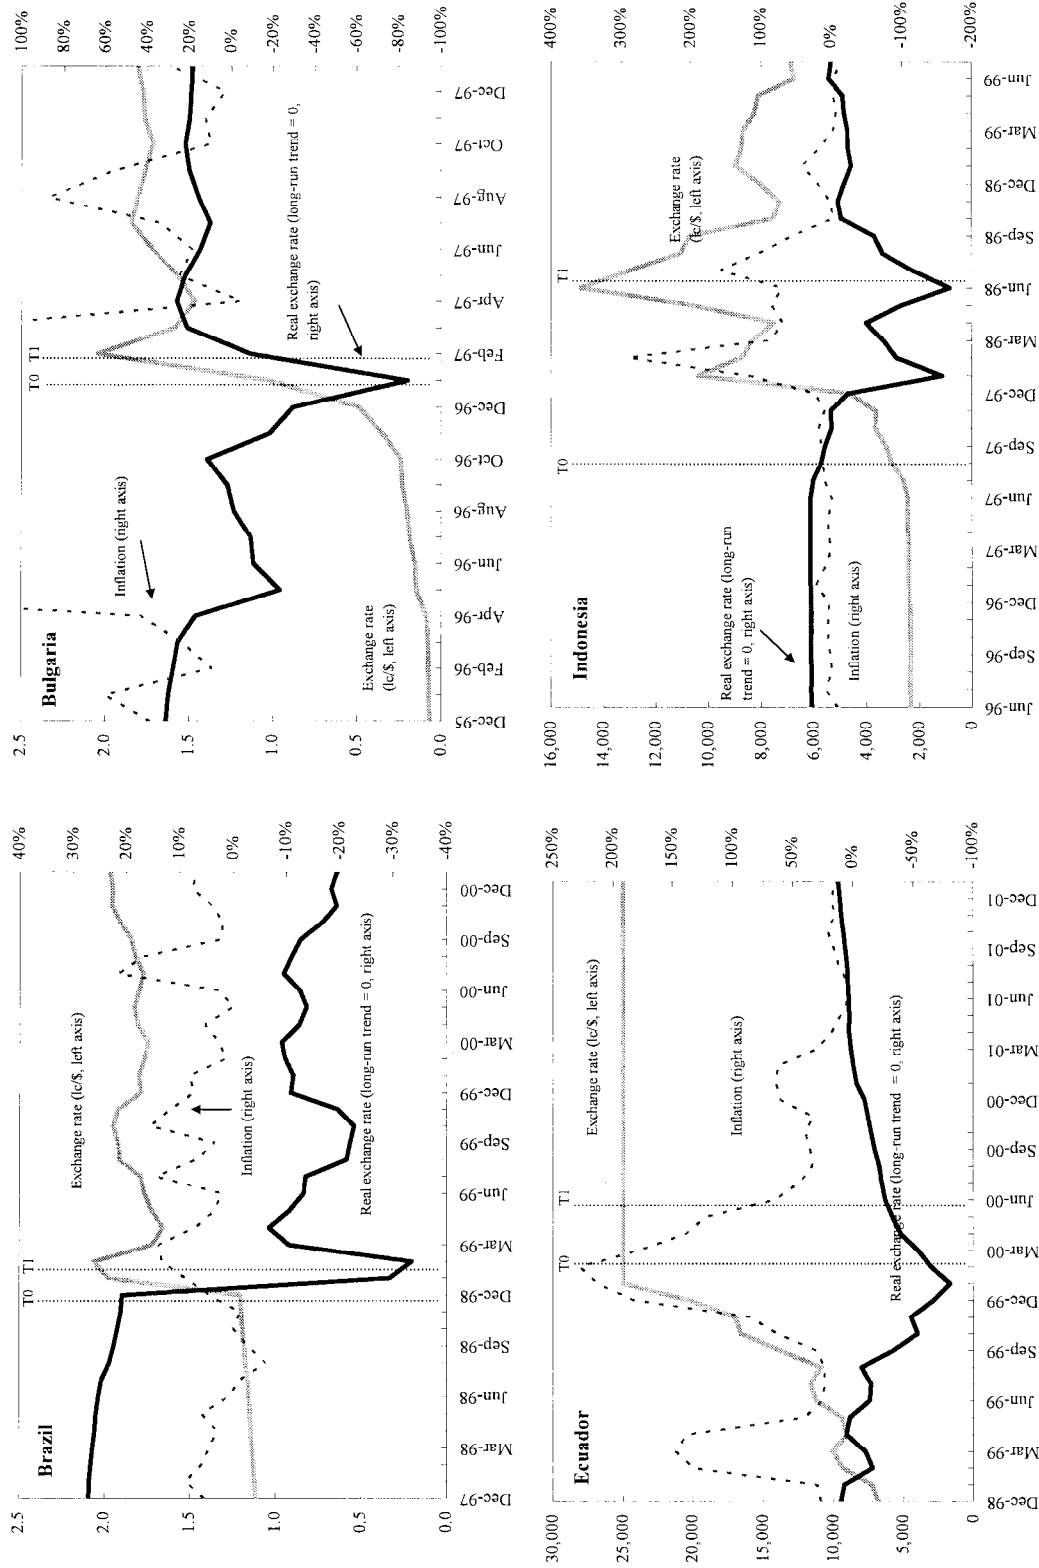 Brazil
2.5
2.0
1.5
1.0
0.5
0.0
40%
30%
20%
10%
0%
-10%
-20%
-30%
-40%
T0
T1
Exchange rate (lc/$, left axis)
Inflation (right axis)
Real exchange rate (long-run trend = 0, right axis)
Dec-97
Mar-98
Jun-98
Sep-98
Dec-98
Mar-99
Jun-99
Sep-99
Dec-99
Mar-00
Jun-00
Sep-00
Dec-00
Bulgaria
2.5
2.0
1.5
1.0
0.5
0.0
100%
80%
60%
40%
20%
0%
-20%
-40%
-60%
-80%
-100%
T0
T1
Inflation (right axis)
Exchange rate
(lc/$, left axis)
Real exchange rate (long-run trend = 0,
right axis)
Dec-95
Feb-96
Apr-96
Jun-96
Aug-96
Oct-96
Dec-96
Feb-97
Apr-97
Jun-97
Aug-97
Oct-97
Dec-97
Ecuador
30,000
25,000
20,000
15,000
10,000
5,000
0
250%
200%
150%
100%
50%
0%
-50%
-100%
T0
T1
Exchange rate (lc/$, left axis)
Inflation (right axis)
Real exchange rate (long-run trend = 0, right axis)
Dec-98
Mar-99
Jun-99
Sep-99
Dec-99
Mar-00
Jun-00
Sep-00
Dec-00
Mar-01
Jun-01
Sep-01
Dec-01
Indonesia
16,000
14,000
12,000
10,000
8,000
6,000
4,000
2,000
0
400%
300%
200%
100%
0%
-100%
-200%
T0
T1
Exchange rate
(lc/$, left axis)
Real exchange rate (long-run
trend = 0, right axis)
Inflation (right axis)
Jun-96
Sep-96
Dec-96
Mar-97
Jun-97
Sep-97
Dec-97
Mar-98
Jun-98
Sep-98
Dec-98
Mar-99
Jun-99